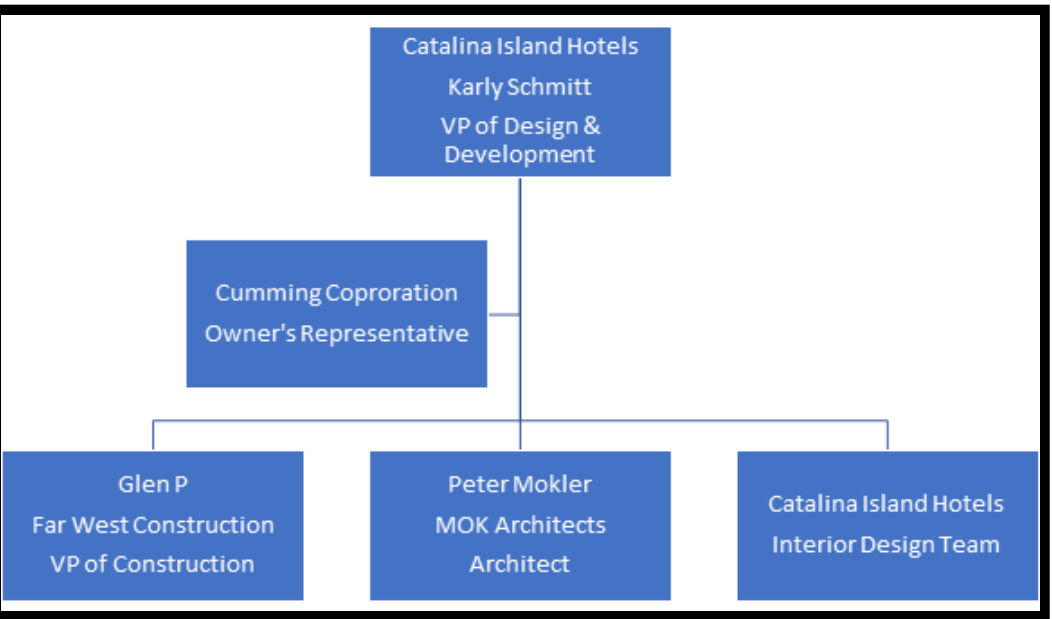 Catalina Island Hotels
Karly Schmitt
VP of Design &
Development
Cumming Coproration
Owner's Representative
Glen P
Far West Construction
VP of Construction
Peter Mokler
MOK Architects
Architect
Catalina Island Hotels
Interior Design Team